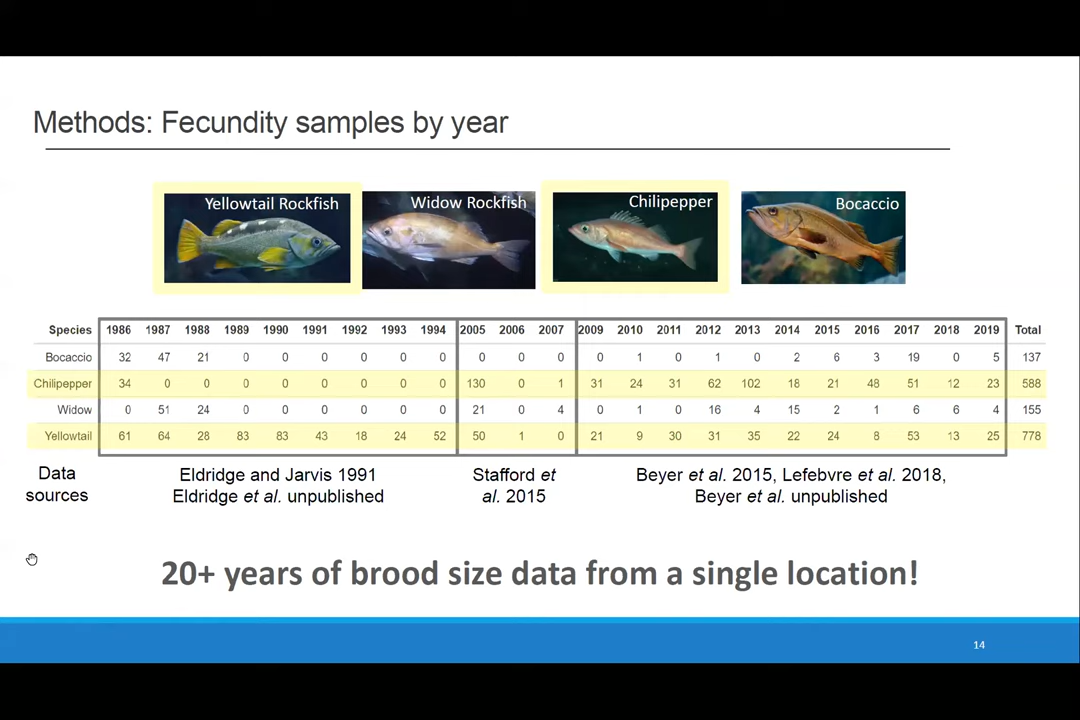 Methods: Fecundity samples by year
Yellowtail Rockfish Widow Rockfish Chilipepper Bocaccio
Species 1986 1987 1988 1989 1990 1991 1992 1993 1994 2005 2006 2007 2009 2010 2011 2012 2013 2014 2015 2016 2017 2018 2019 Total
Bocaccio 32 47 21 0 0 0 0 0 0 0 0 0 0 1 0 1 0 2 6 3 19 0 5 137
Chilipepper 34 0 0 0 0 0 0 0 0 130 0 1 31 24 31 62 102 18 21 48 51 12 23 588
Widow 0 51 24 0 0 0 0 0 0 21 0 4 0 1 0 16 4 15 2 1 6 6 4 155
Yellowtail 61 64 28 83 83 43 18 24 52 50 1 0 21 9 30 31 35 22 24 8 53 13 25 778
Data Eldridge and Jarvis 1991 Stafford et Beyer et al. 2015, Lefebvre et al. 2018,
sources Eldridge et al. unpublished al. 2015 Beyer et al. unpublished
20+ years of brood size data from a single location!
14